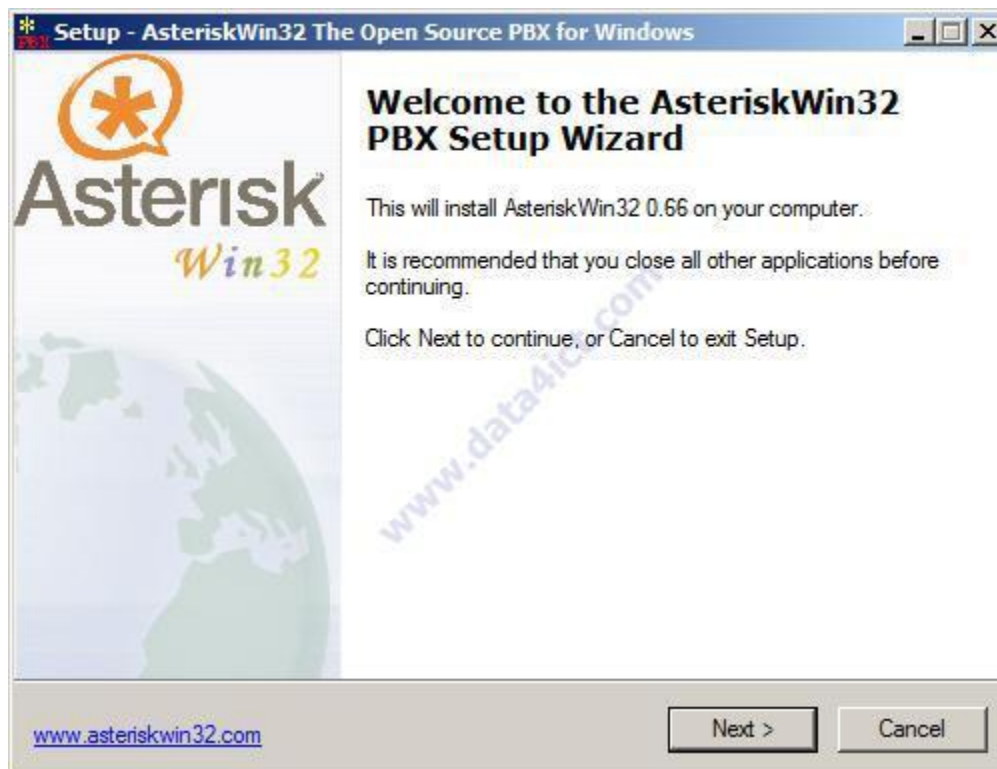 Setup - AsteriskWin32 The Open Source PBX for Windows
Asterisk
Win32
Welcome to the AsteriskWin32
PBX Setup Wizard
This will install AsteriskWin32 0.66 on your computer.
It is recommended that you close all other applications before
continuing.
Click Next to continue, or Cancel to exit Setup.
www.data4ict.com
www.asteriskwin32.com
Next >
Cancel